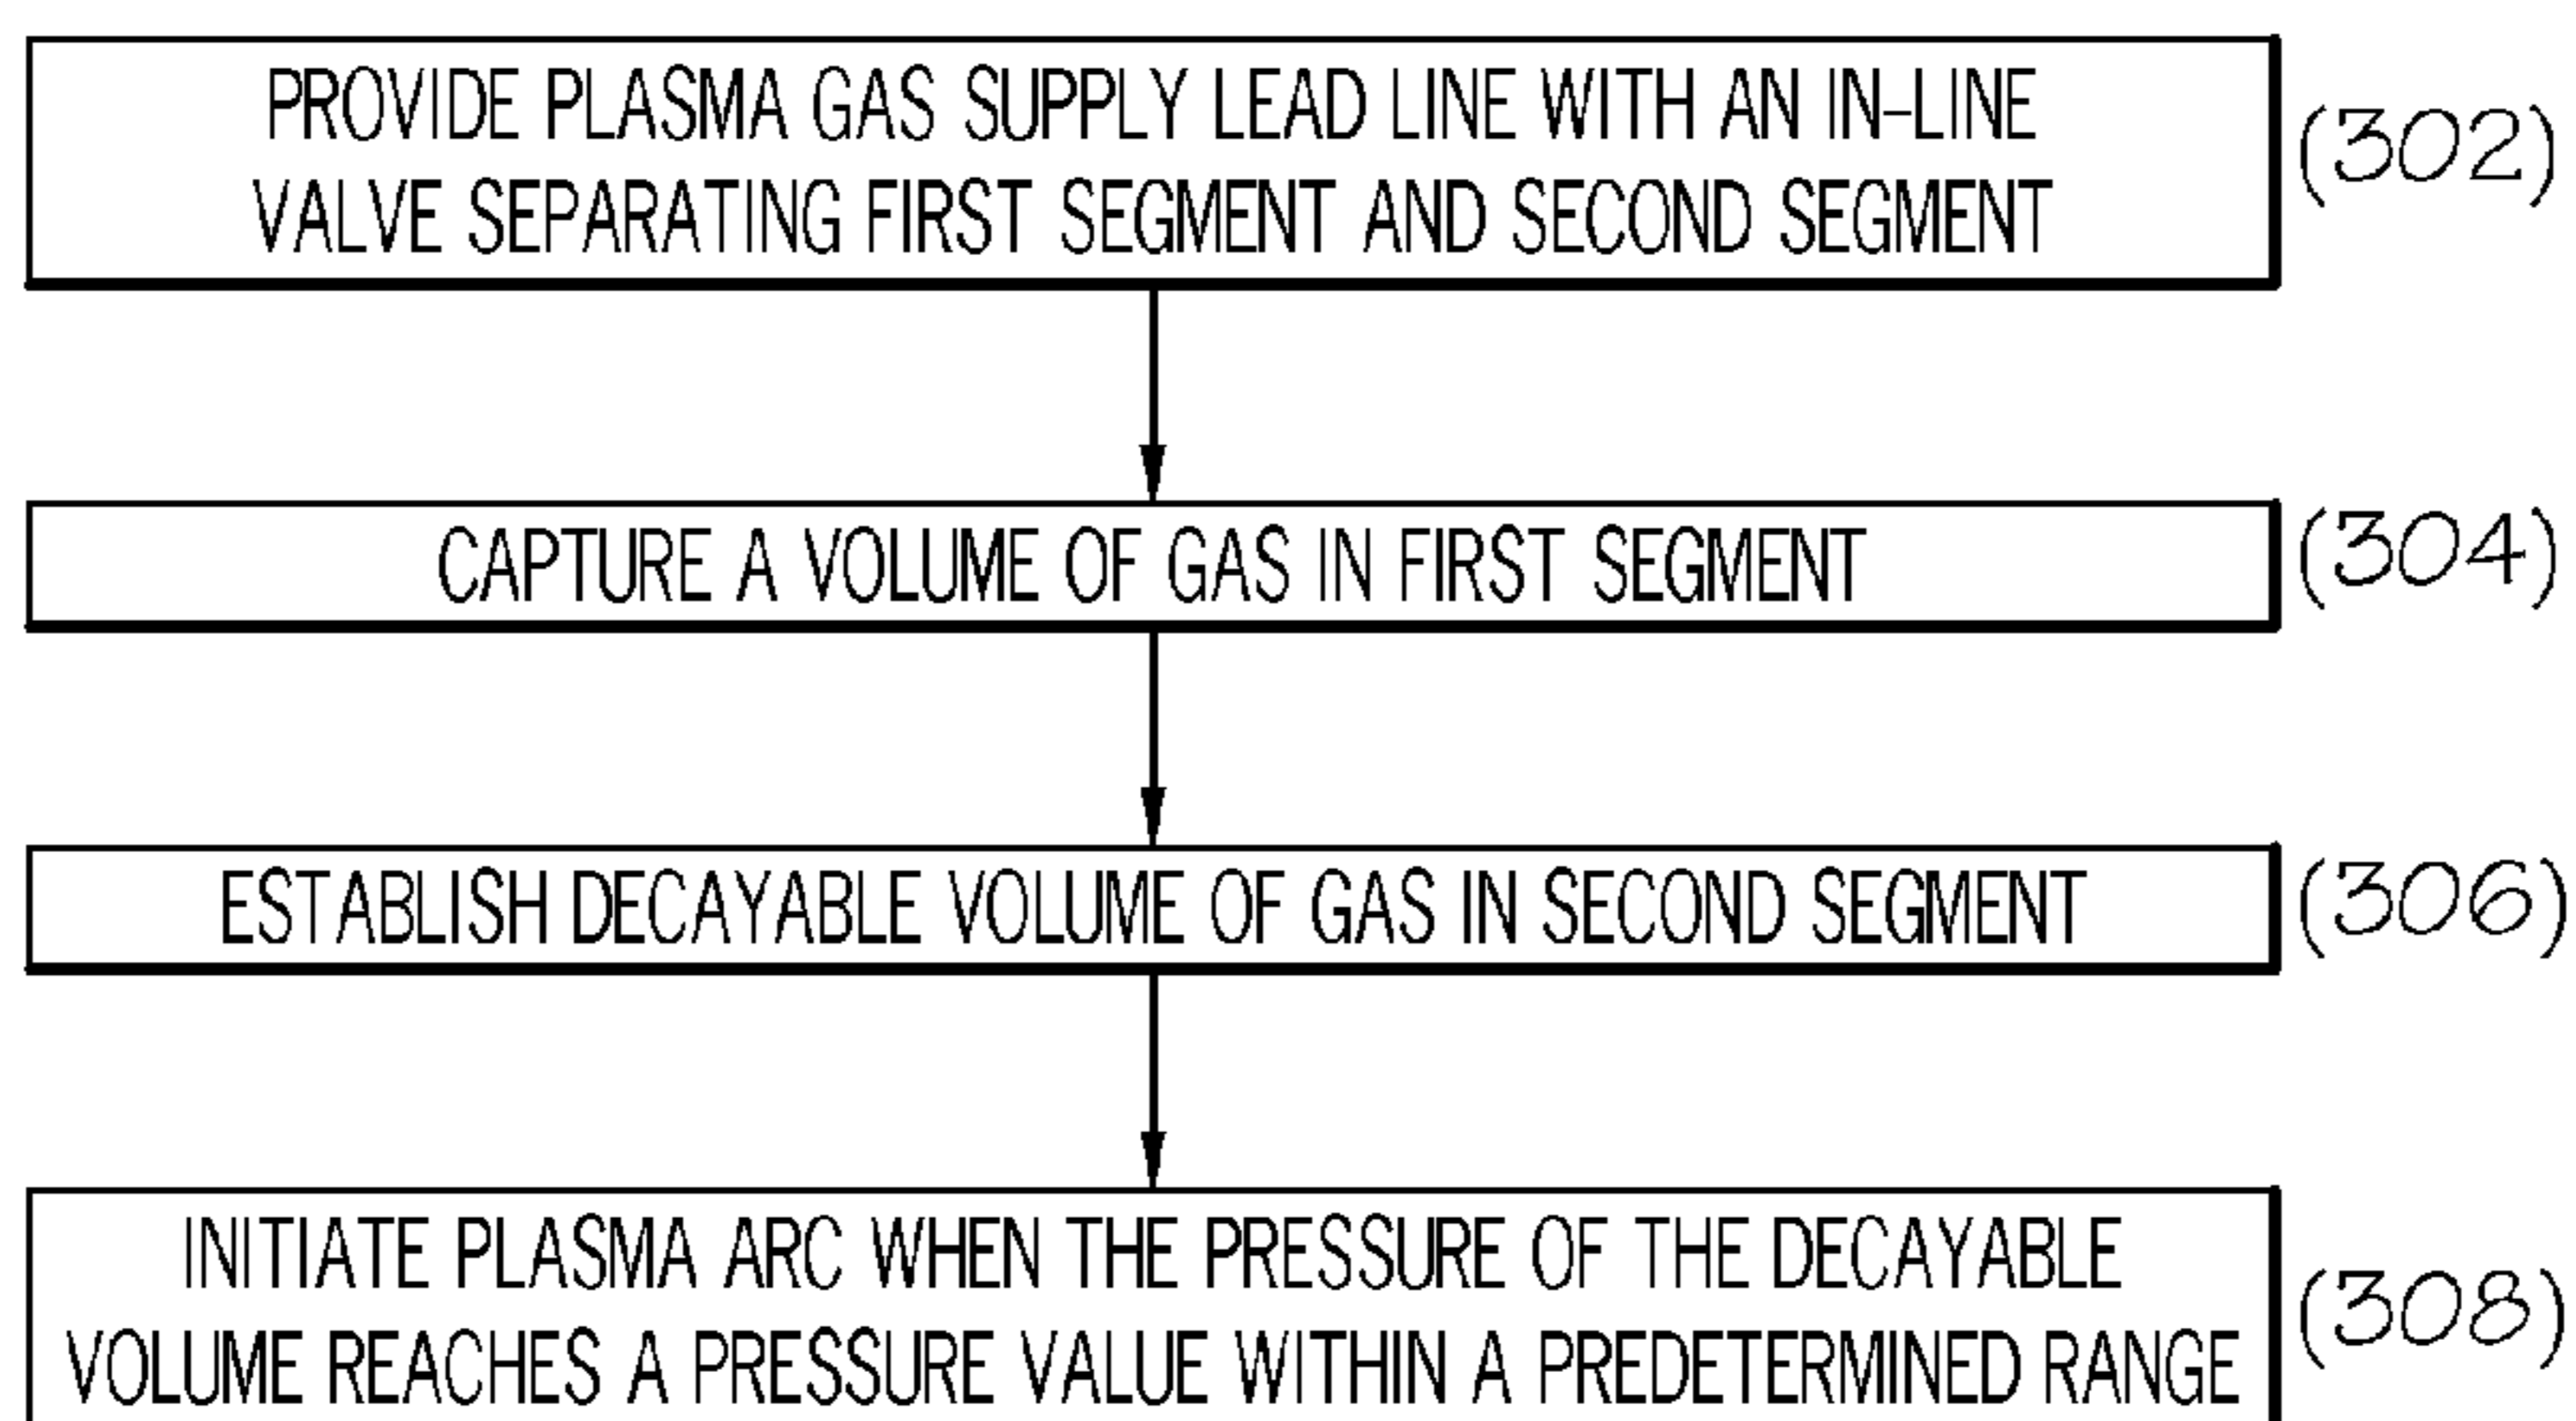 PROVIDE PLASMA GAS SUPPLY LEAD LINE WITH AN IN-LINE
VALVE SEPARATING FIRST SEGMENT AND SECOND SEGMENT
(302)
CAPTURE A VOLUME OF GAS IN FIRST SEGMENT
(304)
ESTABLISH DECAYABLE VOLUME OF GAS IN SECOND SEGMENT
(306)
INITIATE PLASMA ARC WHEN THE PRESSURE OF THE DECAYABLE
VOLUME REACHES A PRESSURE VALUE WITHIN A PREDETERMINED RANGE
(308)